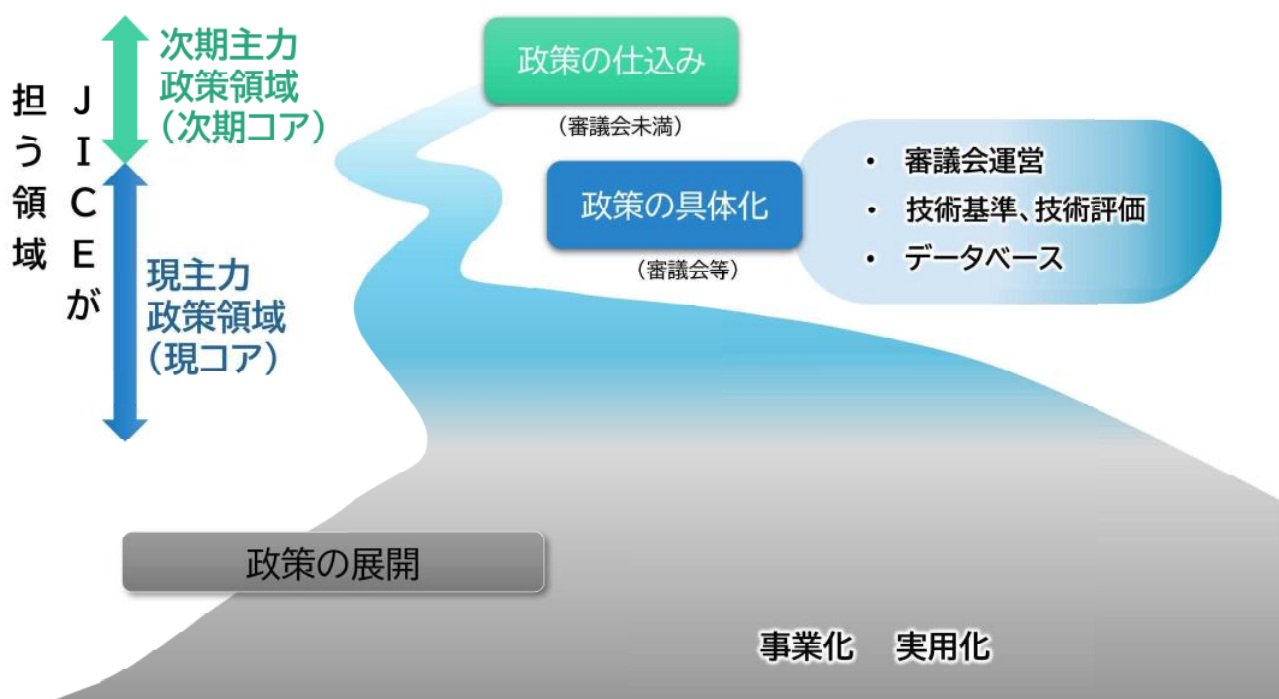 JICEが
担う領域
次期主力
政策領域
（次期コア）
現主力
政策領域
（現コア）
政策の仕込み
（審議会未満）
政策の具体化
（審議会等）
• 審議会運営
• 技術基準、技術評価
• データベース
政策の展開
事業化 実用化